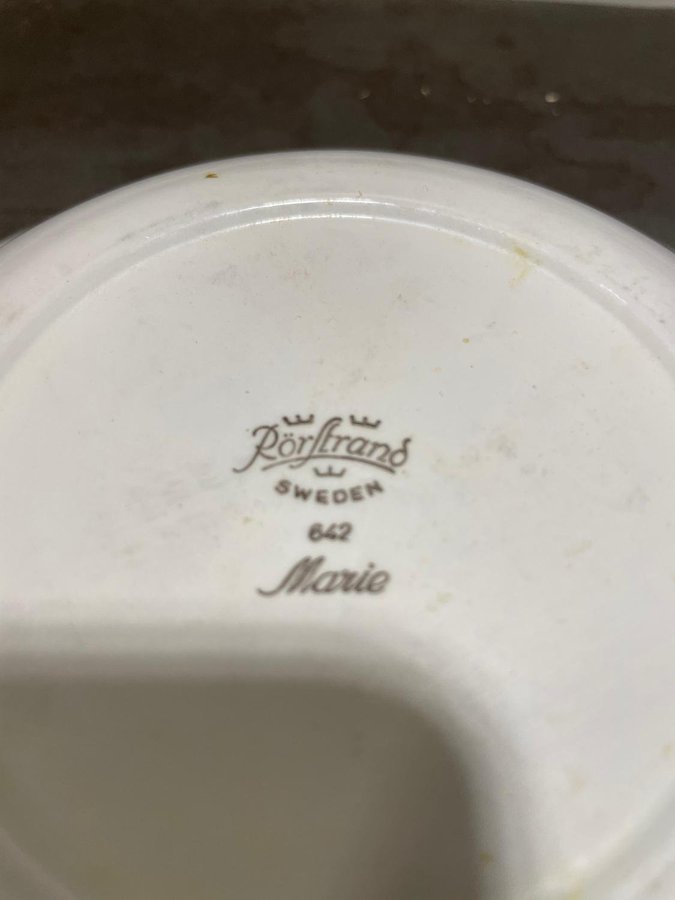 Rörstrand
SWEDEN
642
Marie